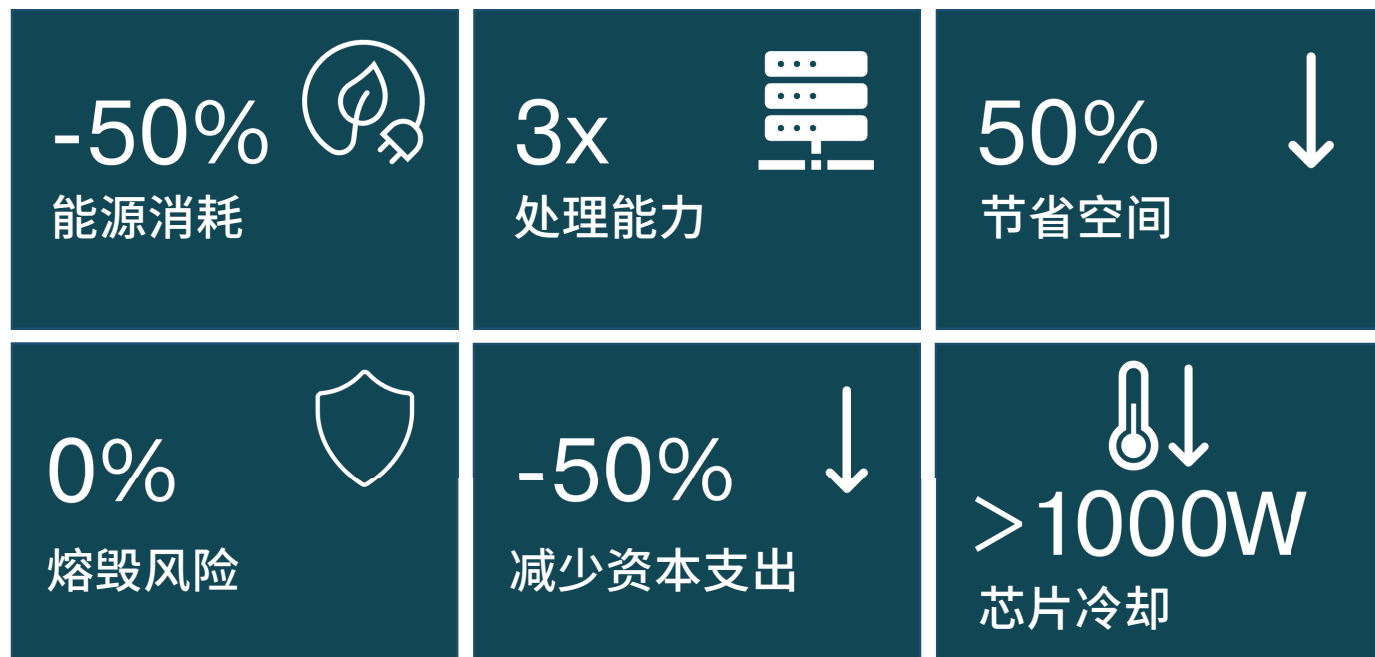 -50%
能源消耗
3x
处理能力
50%
节省空间
0%
熔毁风险
-50%
减少资本支出
>1000W
芯片冷却